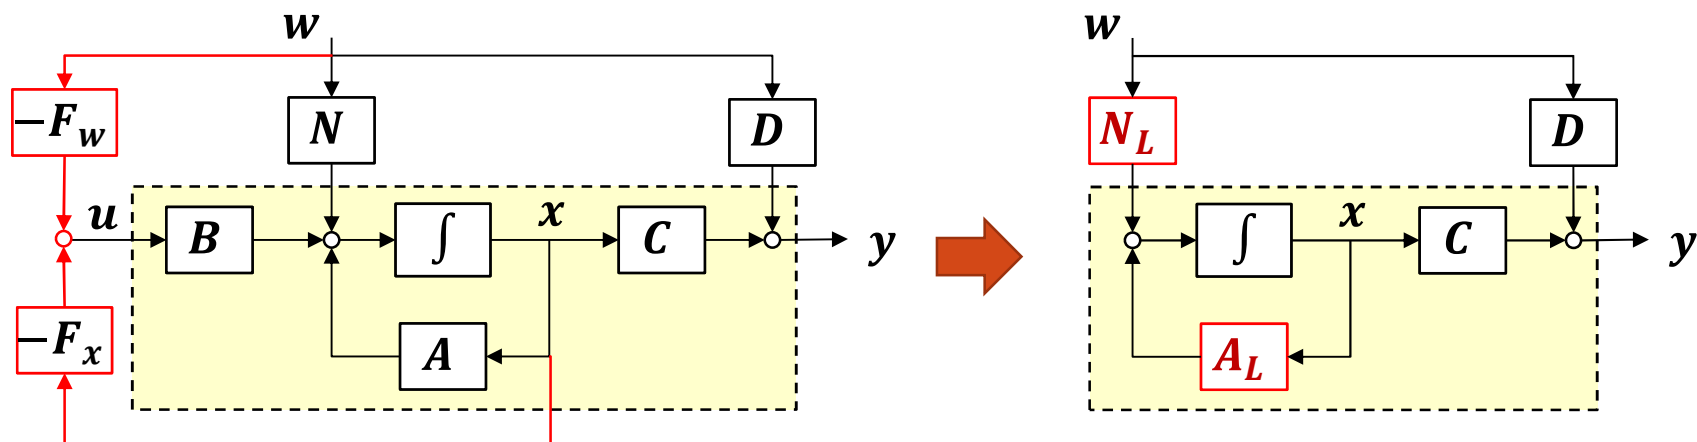 w w
−F_w N D N_L D
u B ∫ x C y ∫ x C y
−F_x A A_L